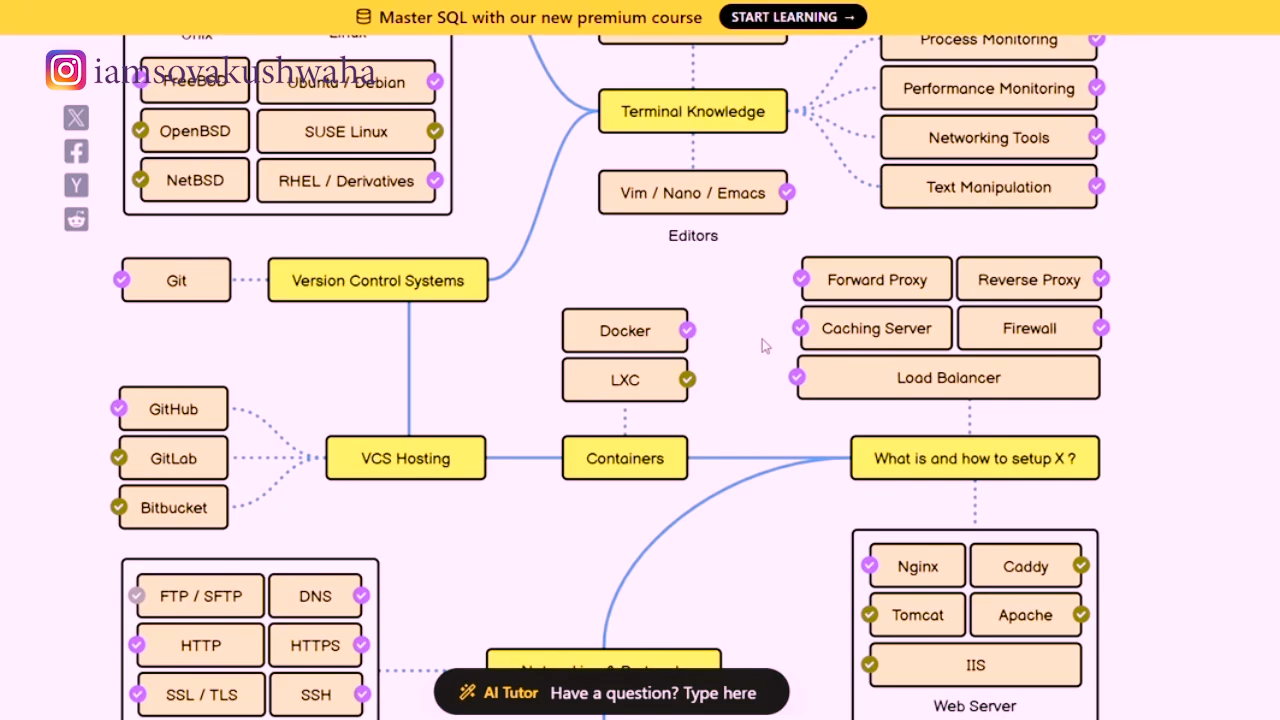 Master SQL with our new premium course
START LEARNING →
iamsovakushwaha
Unix
Linux
FreeBSD
Ubuntu / Debian
OpenBSD
SUSE Linux
NetBSD
RHEL / Derivatives
Terminal Knowledge
Vim / Nano / Emacs
Editors
Process Monitoring
Performance Monitoring
Networking Tools
Text Manipulation
Git
Version Control Systems
Docker
LXC
Forward Proxy
Reverse Proxy
Caching Server
Firewall
Load Balancer
GitHub
GitLab
Bitbucket
VCS Hosting
Containers
What is and how to setup X ?
Nginx
Caddy
Tomcat
Apache
IIS
Web Server
FTP / SFTP
DNS
HTTP
HTTPS
SSL / TLS
SSH
AI Tutor
Have a question? Type here